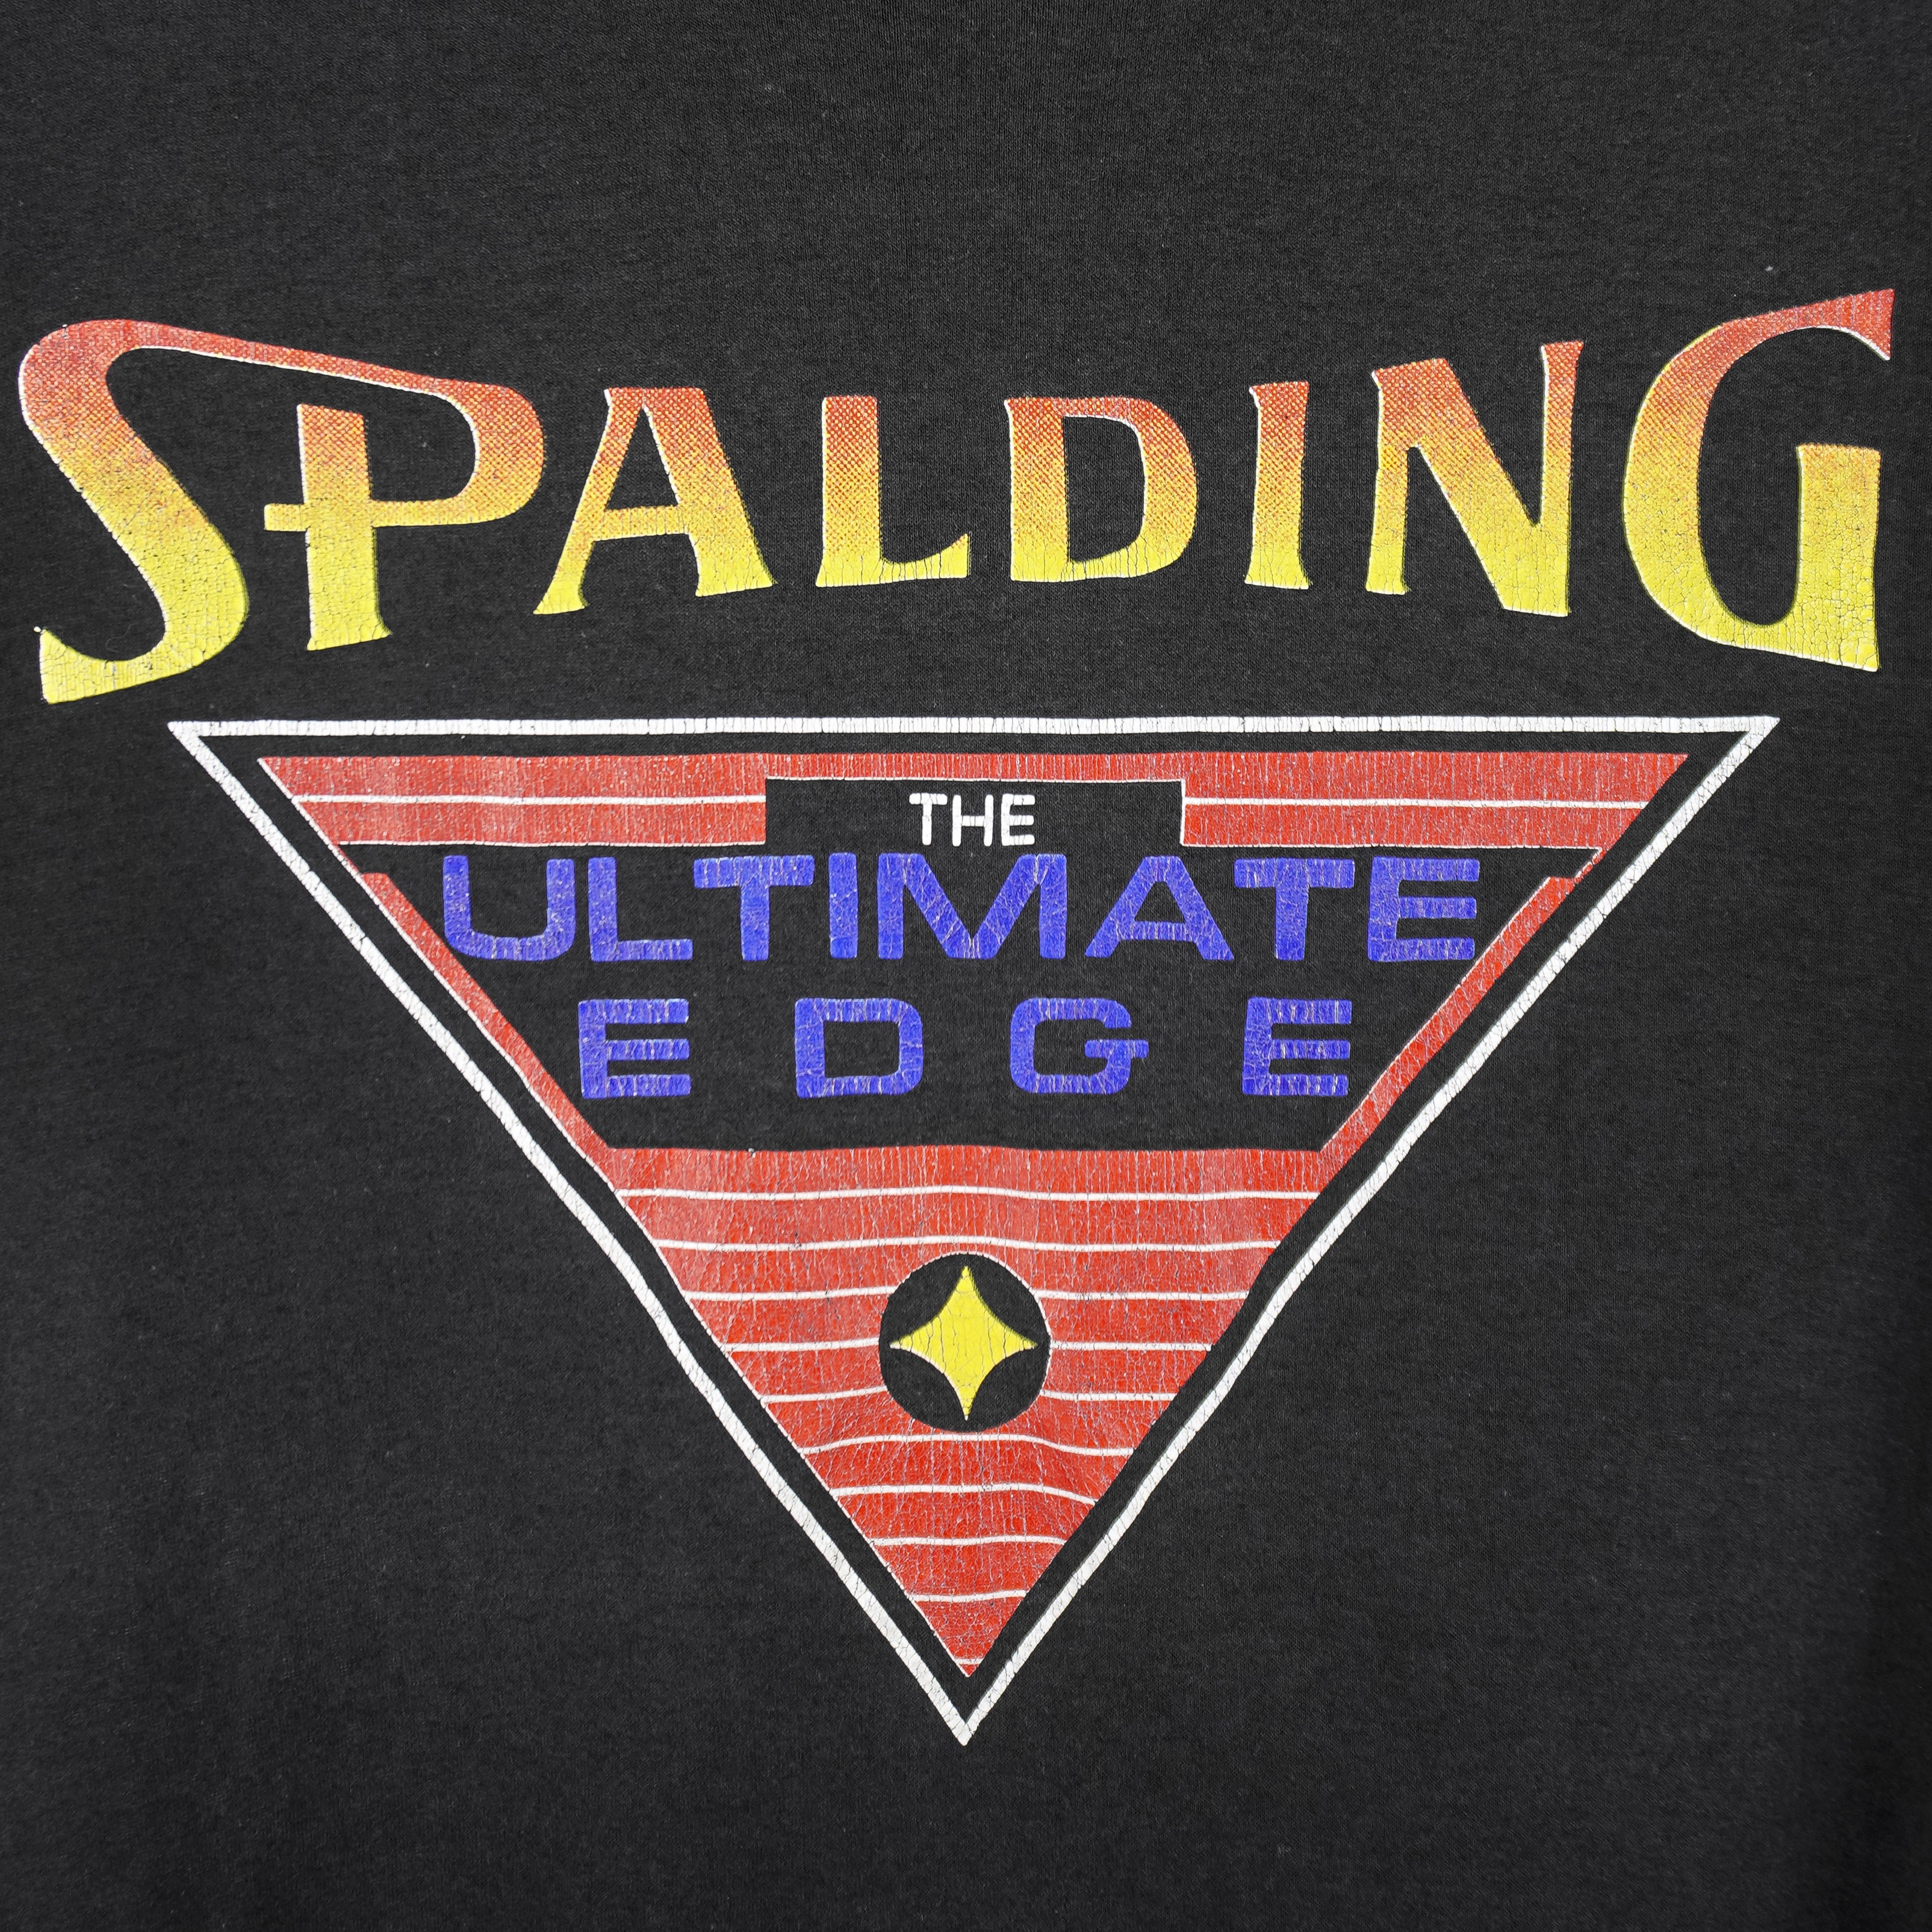 SPALDING
THE
ULTIMATE
EDGE